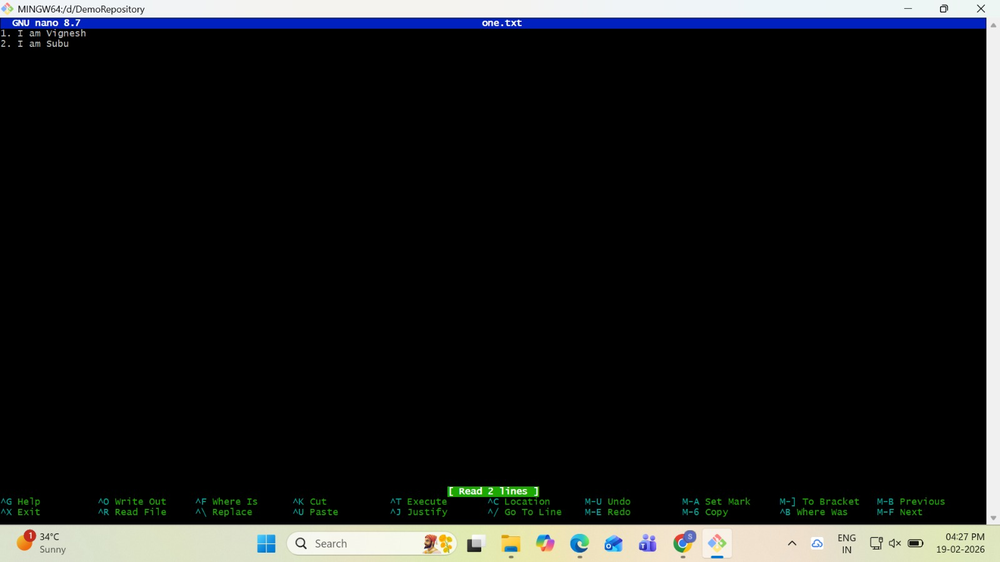 MINGW64:/d/DemoRepository
GNU nano 8.7 one.txt
1. I am Vignesh
2. I am Subu
[ Read 2 lines ]
^G Help ^O Write Out ^F Where Is ^K Cut ^T Execute ^C Location M-U Undo M-A Set Mark M-] To Bracket M-B Previous
^X Exit ^R Read File ^\ Replace ^U Paste ^J Justify ^/ Go To Line M-E Redo M-6 Copy ^B Where Was M-F Next
1 34°C
Sunny
Search
S
ENG
IN
04:27 PM
19-02-2026